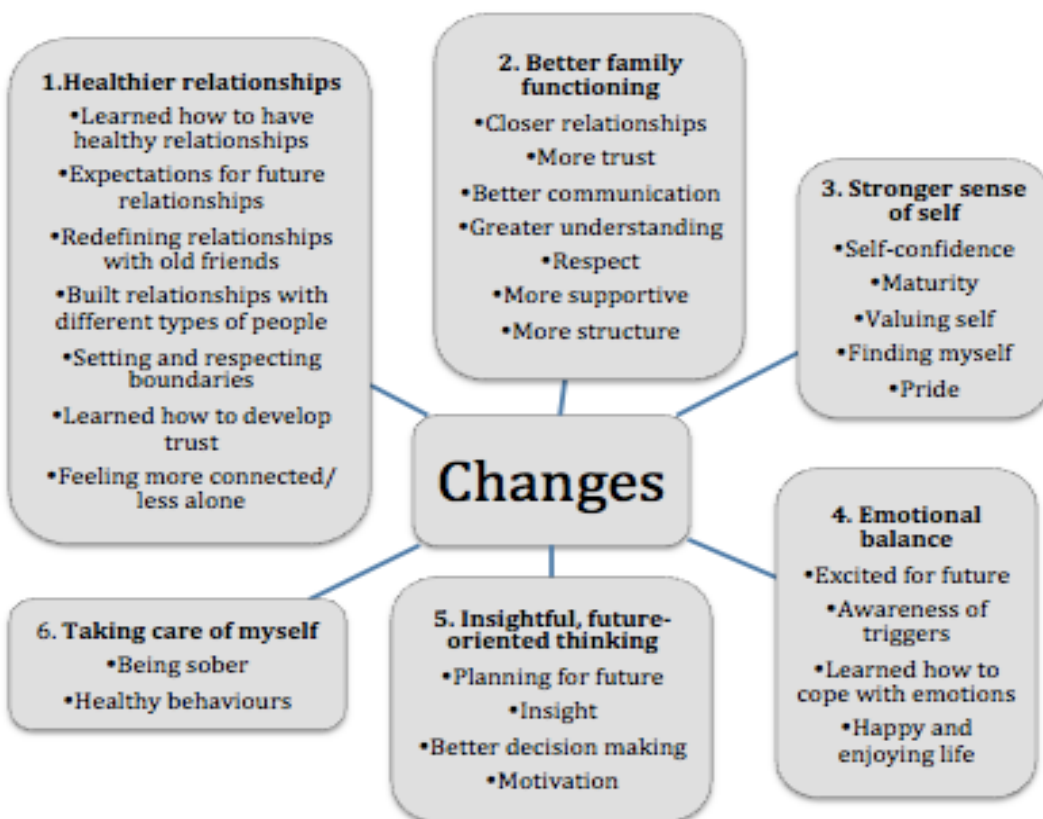 1.Healthier relationships
•Learned how to have
healthy relationships
•Expectations for future
relationships
•Redefining relationships
with old friends
•Built relationships with
different types of people
•Setting and respecting
boundaries
•Learned how to develop
trust
•Feeling more connected/
less alone
2. Better family
functioning
•Closer relationships
•More trust
•Better communication
•Greater understanding
•Respect
•More supportive
•More structure
3. Stronger sense
of self
•Self-confidence
•Maturity
•Valuing self
•Finding myself
•Pride
Changes
4. Emotional
balance
•Excited for future
•Awareness of
triggers
•Learned how to
cope with emotions
•Happy and
enjoying life
5. Insightful, future-
oriented thinking
•Planning for future
•Insight
•Better decision making
•Motivation
6. Taking care of myself
•Being sober
•Healthy behaviours